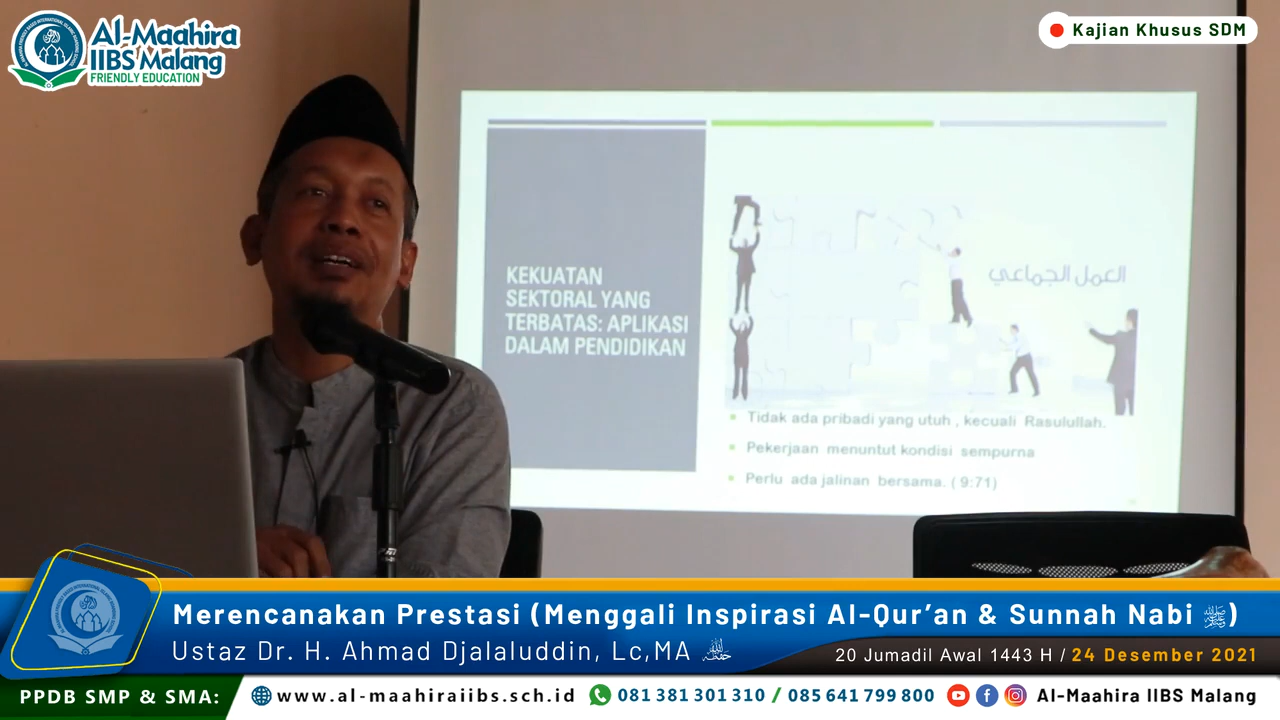 Al-Maahira
IIBS Malang
FRIENDLY EDUCATION
Kajian Khusus SDM
KEKUATAN
SEKTORAL YANG
TERBATAS: APLIKASI
DALAM PENDIDIKAN
العمل الجماعي
Tidak ada pribadi yang utuh , kecuali Rasulullah.
Pekerjaan menuntut kondisi sempurna
Perlu ada jalinan bersama. ( 9:71)
Merencanakan Prestasi (Menggali Inspirasi Al-Qur’an & Sunnah Nabi ﷺ)
Ustaz Dr. H. Ahmad Djalaluddin, Lc,MA
20 Jumadil Awal 1443 H / 24 Desember 2021
PPDB SMP & SMA: www.al-maahiraiibs.sch.id 081 381 301 310 / 085 641 799 800 Al-Maahira IIBS Malang